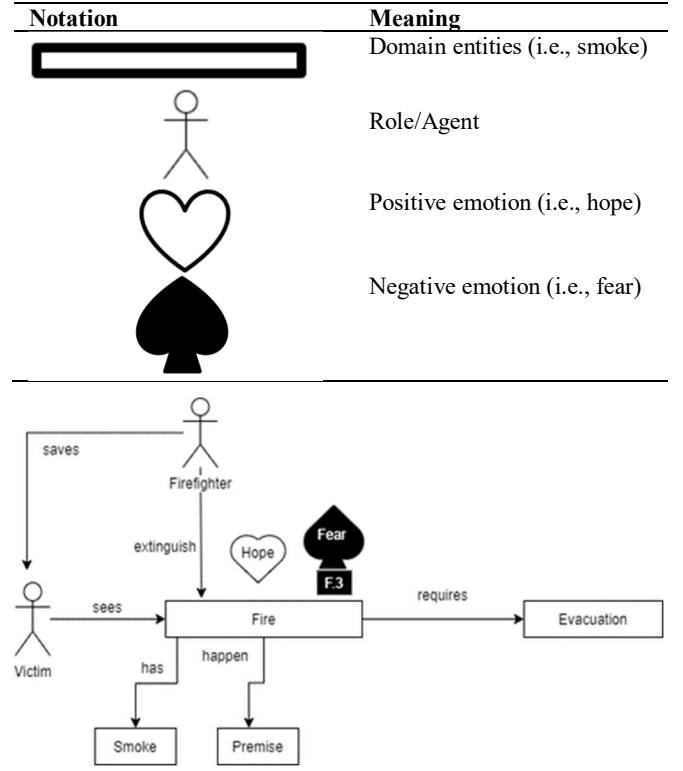 Notation Meaning
Domain entities (i.e., smoke)
Role/Agent
Positive emotion (i.e., hope)
Negative emotion (i.e., fear)
saves
Firefighter
extinguish
Hope
Fear
F.3
sees
Fire
requires
Evacuation
Victim
has
happen
Smoke
Premise